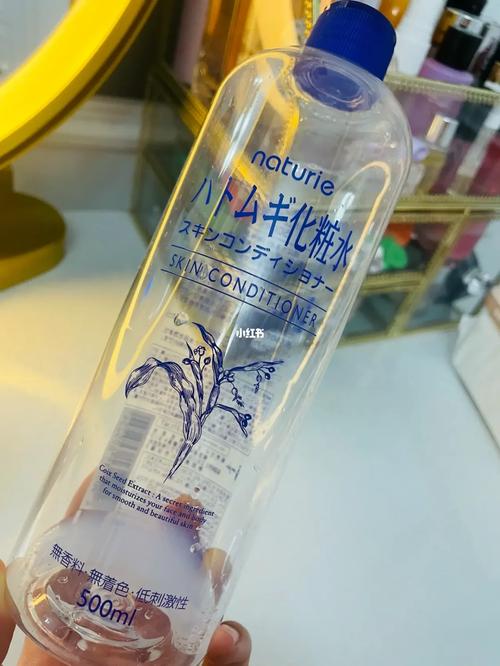 naturie
ハトムギ化粧水
スキンコンディショナー
SKIN CONDITIONER
小红书
Coix Seed Extract - A secret ingredient
that moisturizes your face and body
for smooth and beautiful skin
無香料・無着色・低刺激性
500ml